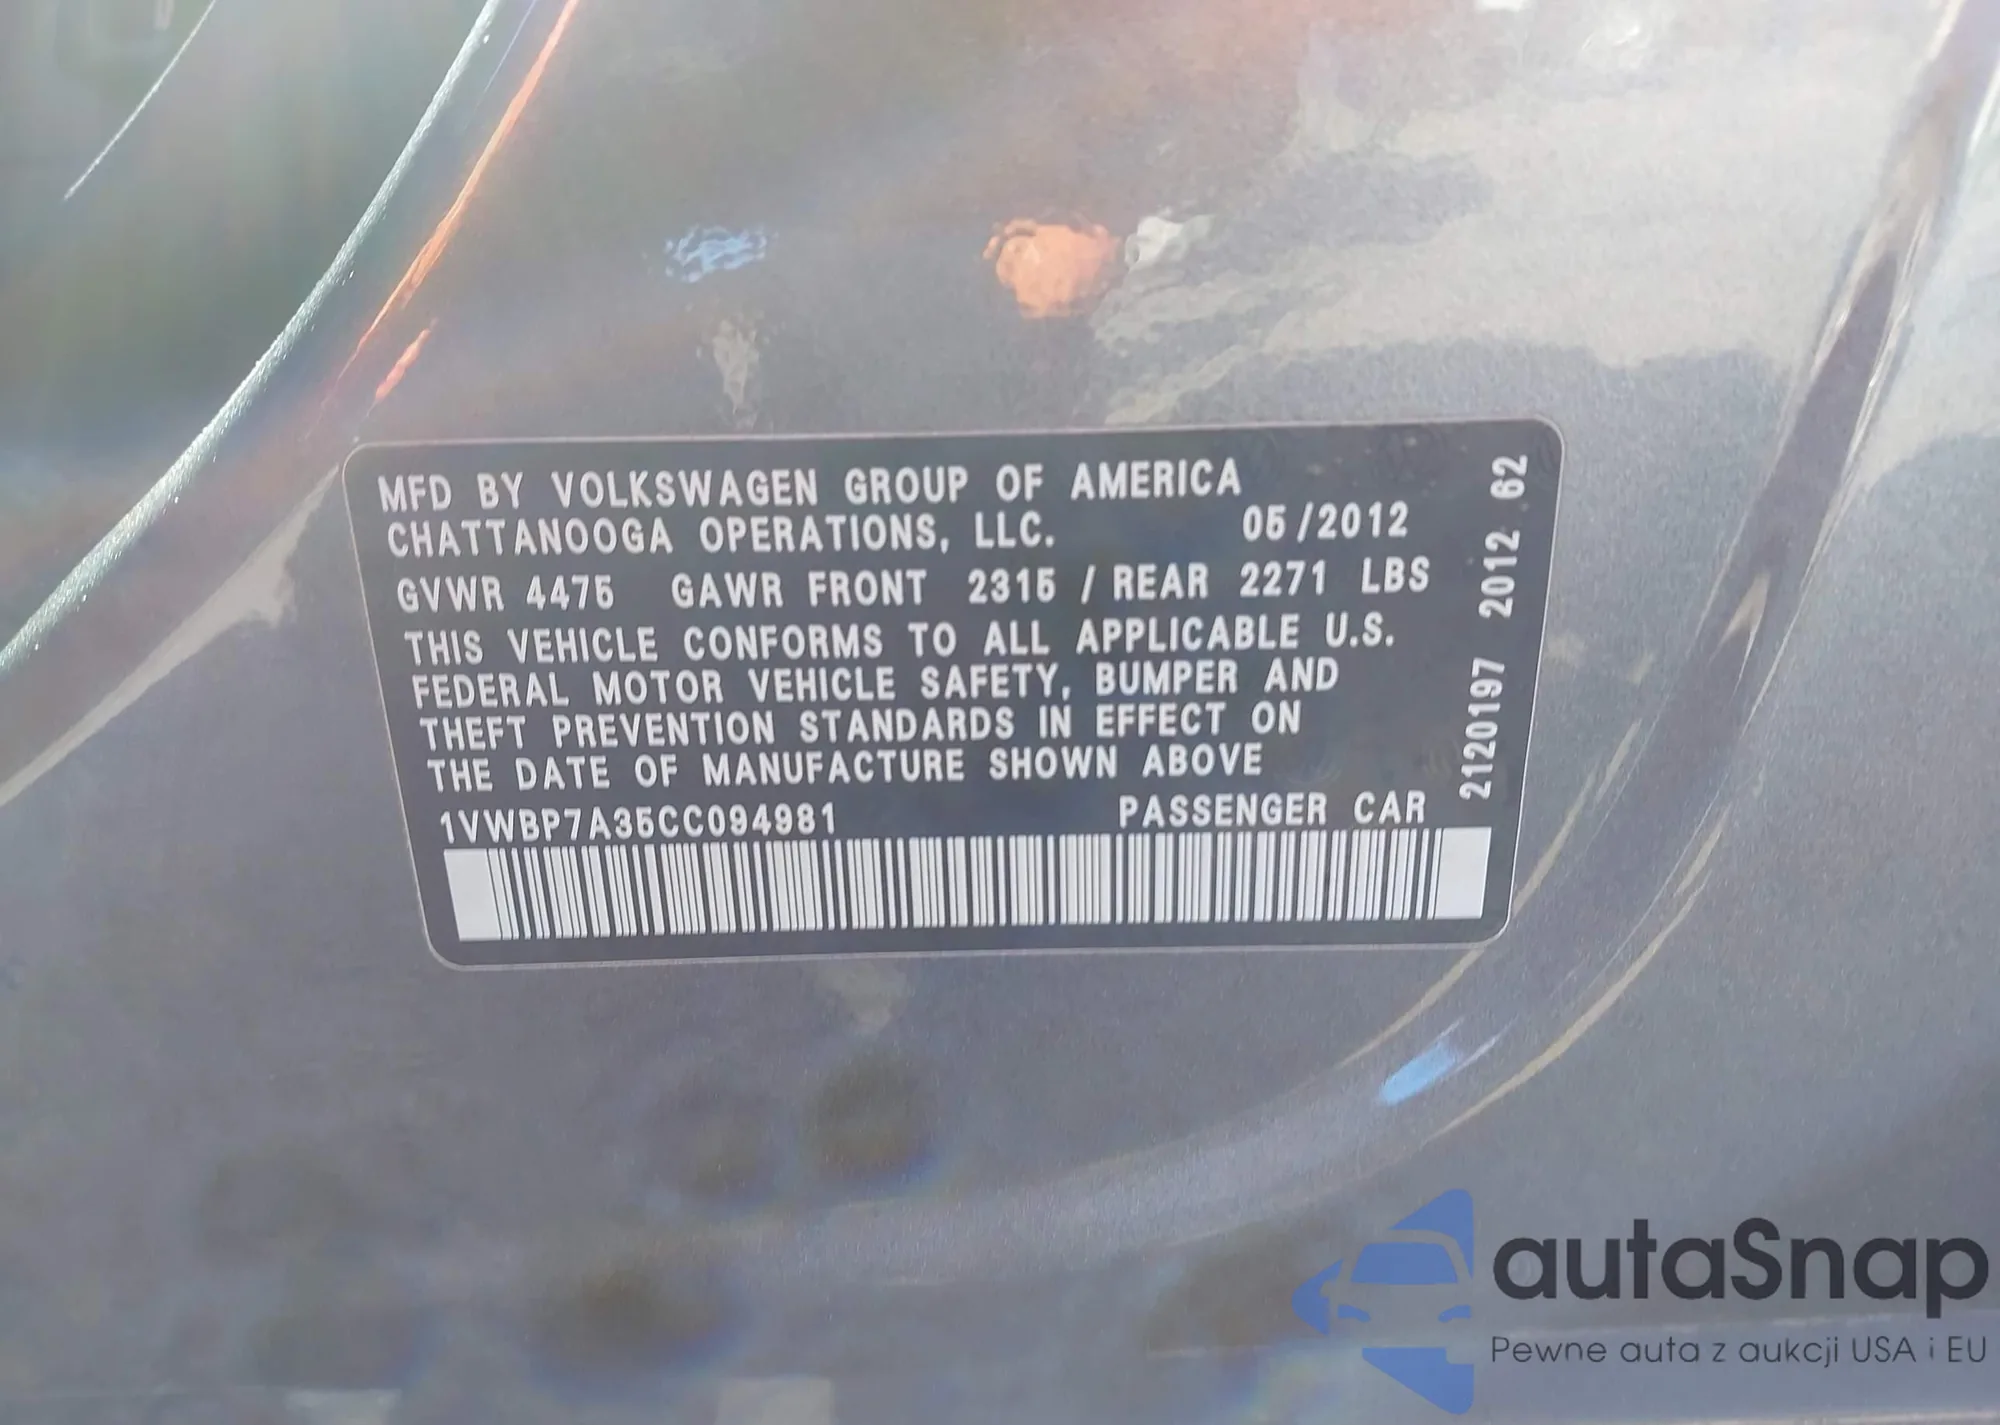 MFD BY VOLKSWAGEN GROUP OF AMERICA
CHATTANOOGA OPERATIONS, LLC. 05/2012
GVWR 4475 GAWR FRONT 2315 / REAR 2271 LBS
THIS VEHICLE CONFORMS TO ALL APPLICABLE U.S.
FEDERAL MOTOR VEHICLE SAFETY, BUMPER AND
THEFT PREVENTION STANDARDS IN EFFECT ON
THE DATE OF MANUFACTURE SHOWN ABOVE
1VWBP7A35CC094981 PASSENGER CAR
2120197 2012 62
autaSnap
Pewne auta z aukcji USA i EU